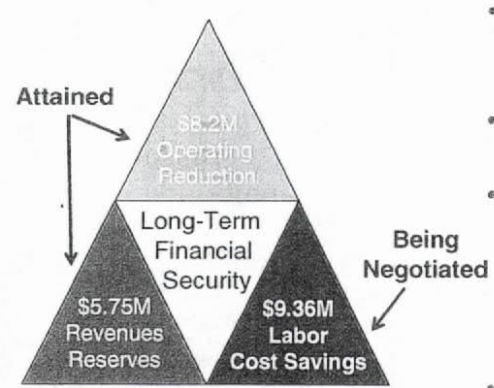 Attained
$8.2M
Operating
Reduction
Long-Term
Financial
Security
Being
Negotiated
$5.75M
Revenues
Reserves
$9.36M
Labor
Cost Savings